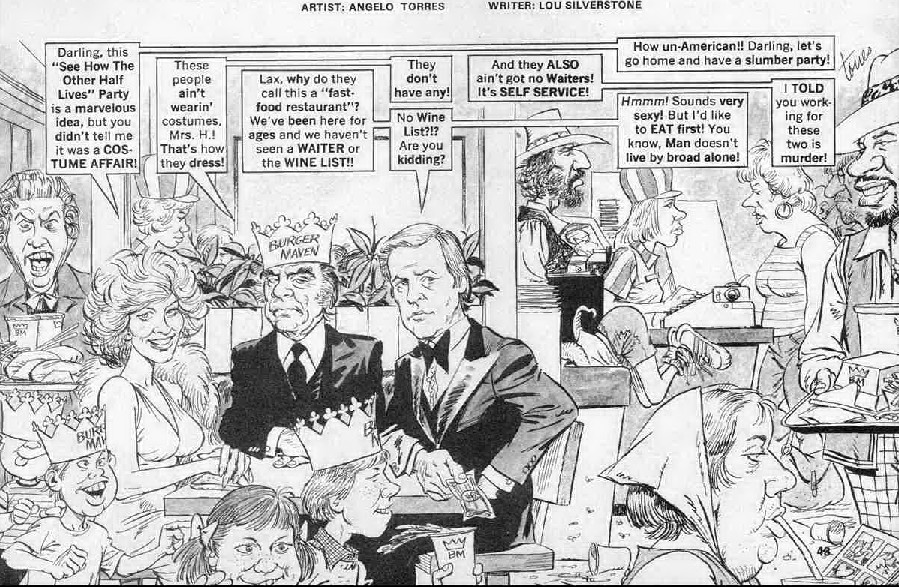 ARTIST: ANGELO TORRES WRITER: LOU SILVERSTONE
Darling, this
"See How The
Other Half
Lives" Party
is a marvelous
idea, but you
didn't tell me
it was a COS-
TUME AFFAIR!
These
people
ain't
wearin'
costumes,
Mrs. H.!
That's how
they dress!
Lax, why do they
call this a "fast-
food restaurant"?
We've been here for
ages and we haven't
seen a WAITER or
the WINE LIST!!
They
don't
have any!
No Wine
List?!?
Are you
kidding?
And they ALSO
ain't got no Waiters!
It's SELF SERVICE!
How un-American!! Darling, let's
go home and have a slumber party!
Hmmm! Sounds very
sexy! But I'd like
to EAT first! You
know, Man doesn't
live by broad alone!
I TOLD
you work-
ing for
these
two is
murder!
torres
BURGER
MAVEN
BM
BURG
MA
BM
48